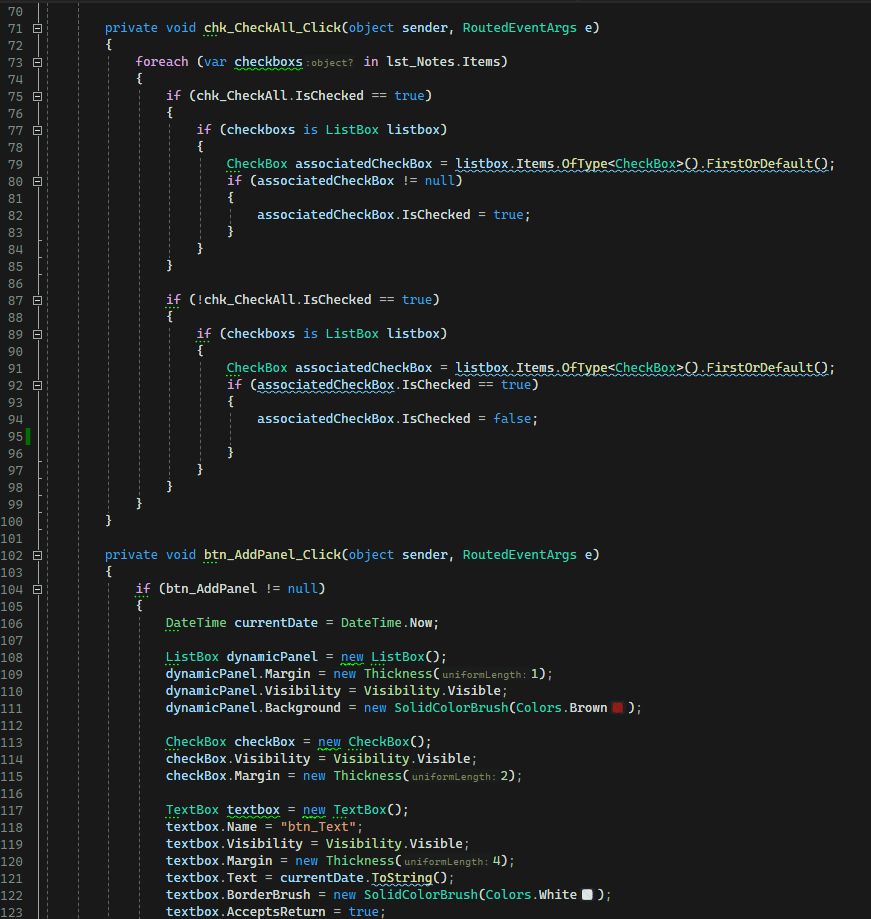 70
71 private void chk_CheckAll_Click(object sender, RoutedEventArgs e)
72 {
73 foreach (var checkboxs :object? in lst_Notes.Items)
74 {
75 if (chk_CheckAll.IsChecked == true)
76 {
77 if (checkboxs is ListBox listbox)
78 {
79 CheckBox associatedCheckBox = listbox.Items.OfType<CheckBox>().FirstOrDefault();
80 if (associatedCheckBox != null)
81 {
82 associatedCheckBox.IsChecked = true;
83 }
84 }
85 }
86
87 if (!chk_CheckAll.IsChecked == true)
88 {
89 if (checkboxs is ListBox listbox)
90 {
91 CheckBox associatedCheckBox = listbox.Items.OfType<CheckBox>().FirstOrDefault();
92 if (associatedCheckBox.IsChecked == true)
93 {
94 associatedCheckBox.IsChecked = false;
95
96 }
97 }
98 }
99 }
100 }
101
102 private void btn_AddPanel_Click(object sender, RoutedEventArgs e)
103 {
104 if (btn_AddPanel != null)
105 {
106 DateTime currentDate = DateTime.Now;
107
108 ListBox dynamicPanel = new ListBox();
109 dynamicPanel.Margin = new Thickness( uniformLength: 1);
110 dynamicPanel.Visibility = Visibility.Visible;
111 dynamicPanel.Background = new SolidColorBrush(Colors.Brown );
112
113 CheckBox checkBox = new CheckBox();
114 checkBox.Visibility = Visibility.Visible;
115 checkBox.Margin = new Thickness( uniformLength: 2);
116
117 TextBox textbox = new TextBox();
118 textbox.Name = "btn_Text";
119 textbox.Visibility = Visibility.Visible;
120 textbox.Margin = new Thickness( uniformLength: 4);
121 textbox.Text = currentDate.ToString();
122 textbox.BorderBrush = new SolidColorBrush(Colors.White );
123 textbox.AcceptsReturn = true;